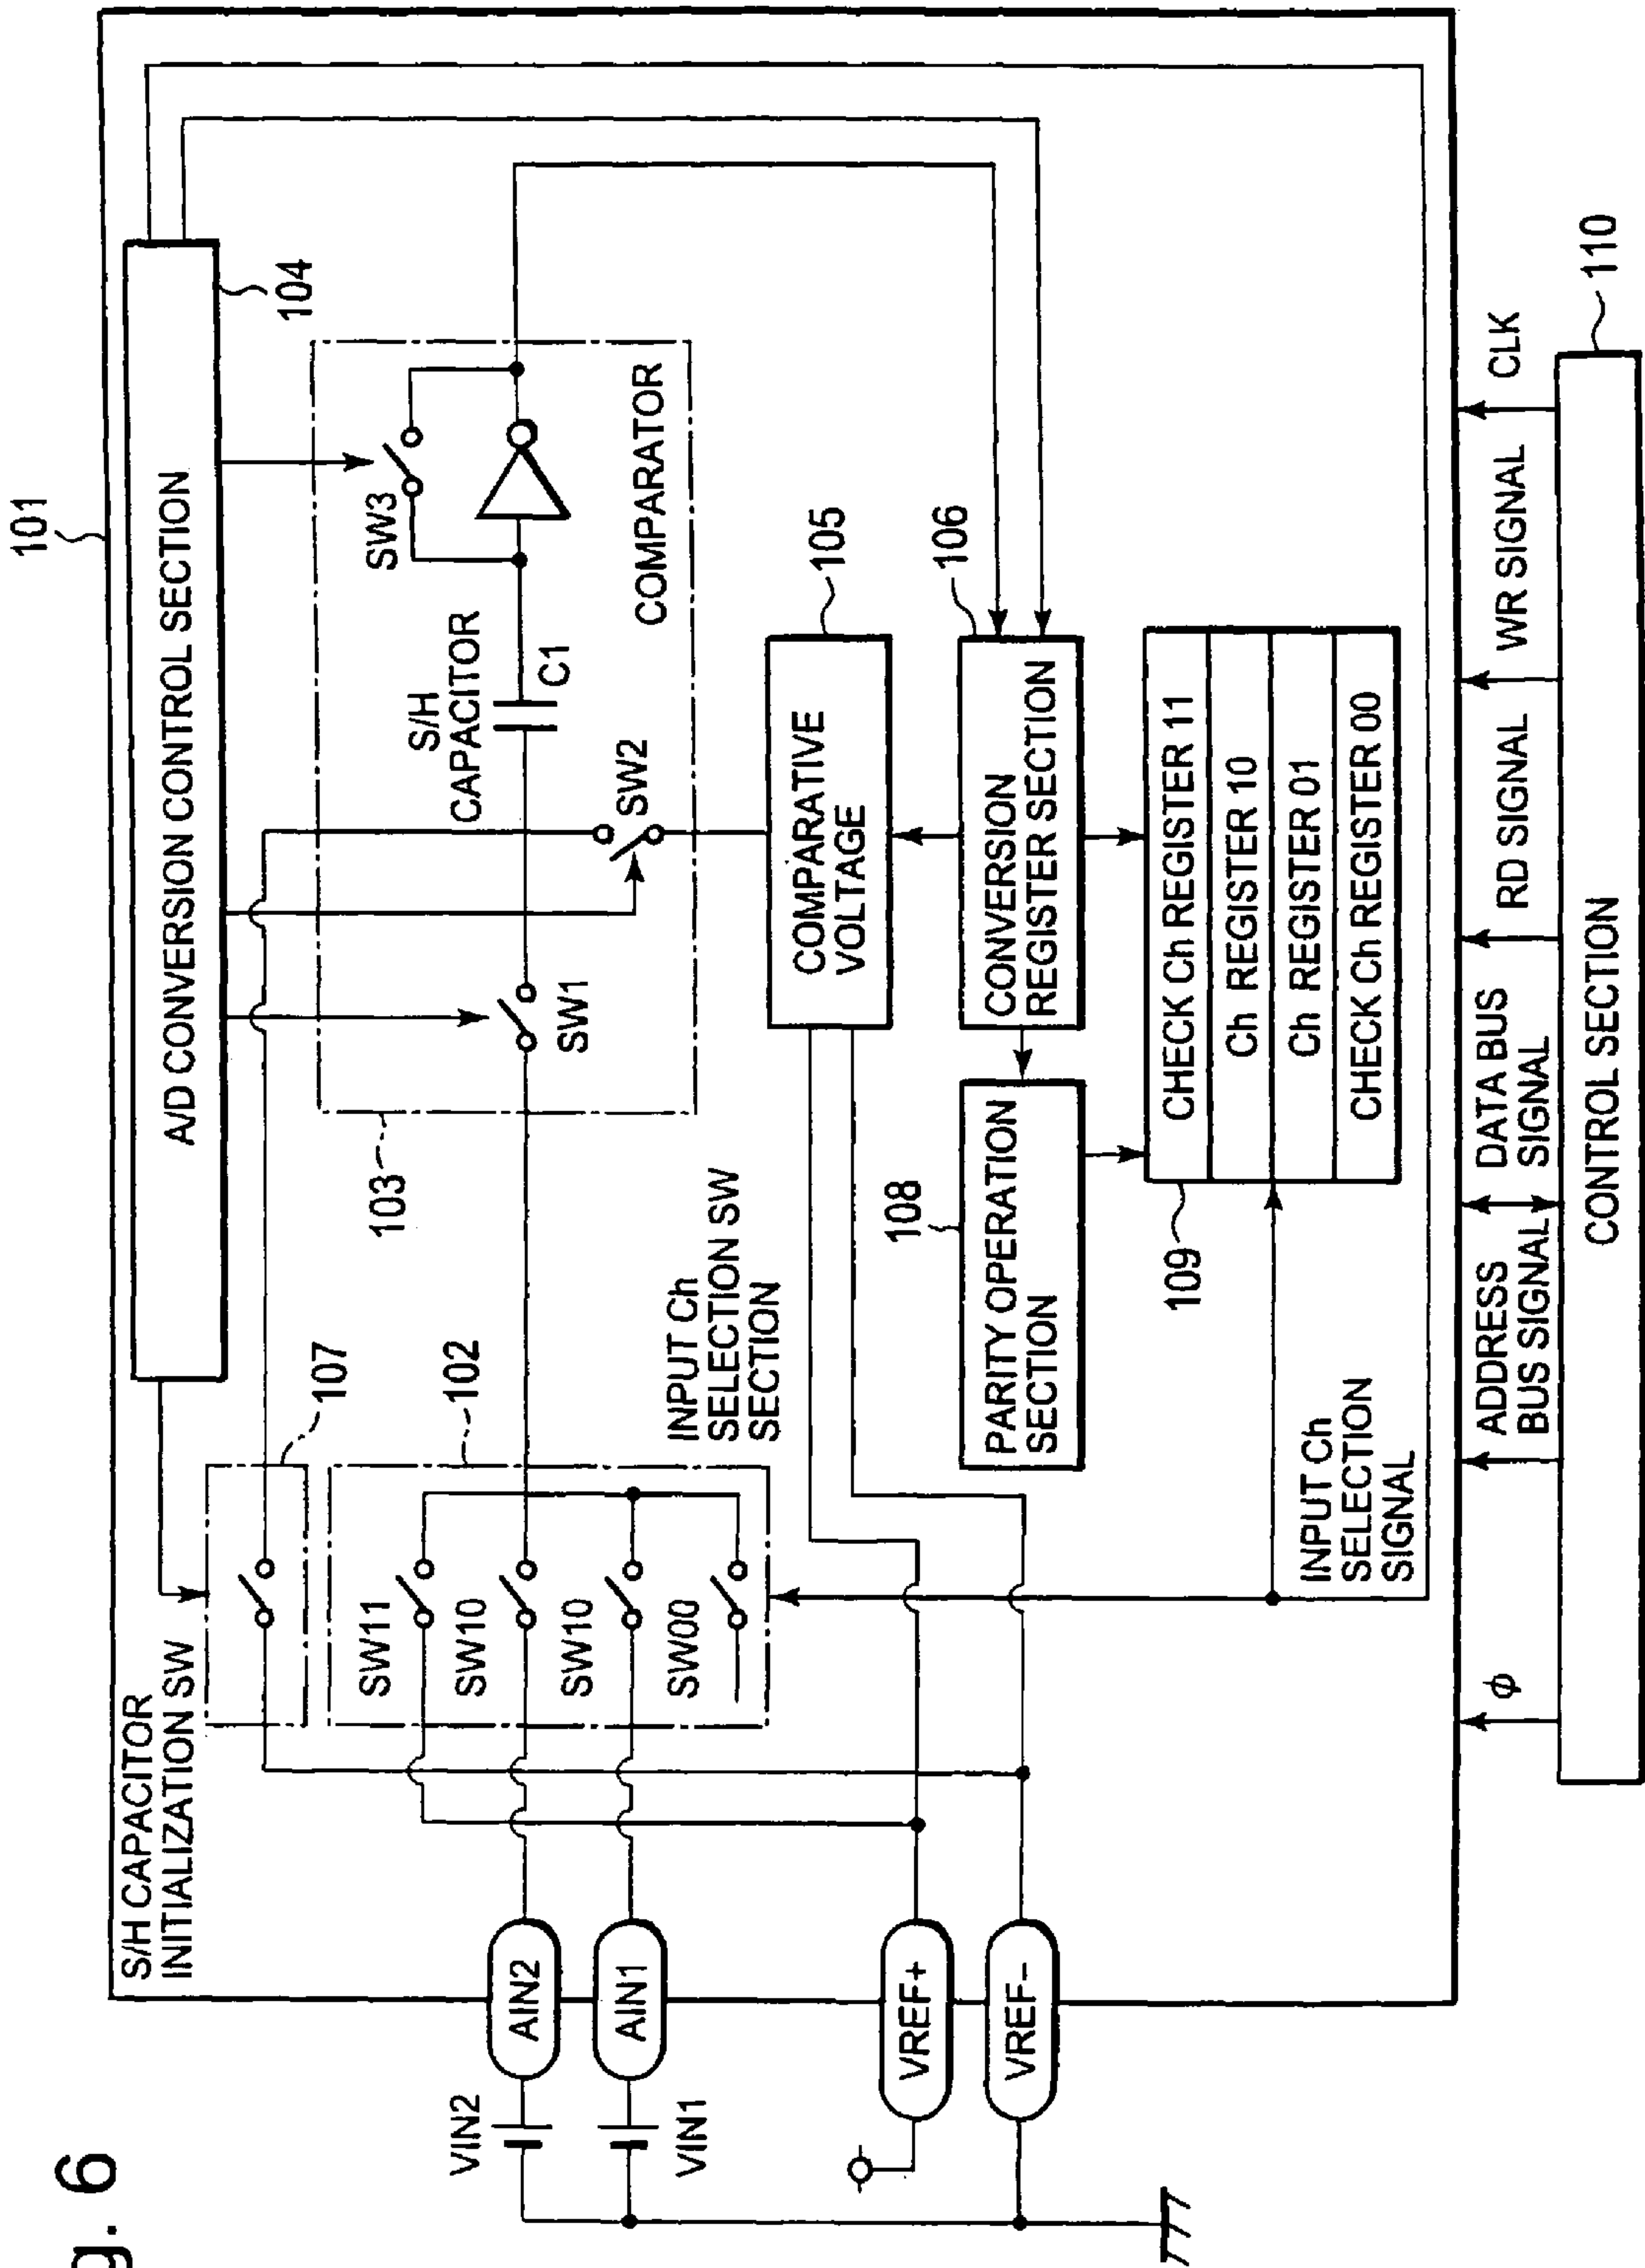 g. 6
101
S/H CAPACITOR
INITIALIZATION SW
A/D CONVERSION CONTROL SECTION
104
107
103
SW3
S/H
CAPACITOR
C1
SW1
SW2
COMPARATOR
102
SW11
SW10
SW10
SW00
INPUT Ch
SELECTION SW
SECTION
VIN2
AIN2
VIN1
AIN1
VREF+
VREF−
COMPARATIVE
VOLTAGE
105
CONVERSION
REGISTER SECTION
106
108
PARITY OPERATION
SECTION
109
CHECK Ch REGISTER 11
Ch REGISTER 10
Ch REGISTER 01
CHECK Ch REGISTER 00
INPUT Ch
SELECTION
SIGNAL
ϕ
ADDRESS
BUS SIGNAL
DATA BUS
SIGNAL
RD SIGNAL
WR SIGNAL
CLK
CONTROL SECTION
110